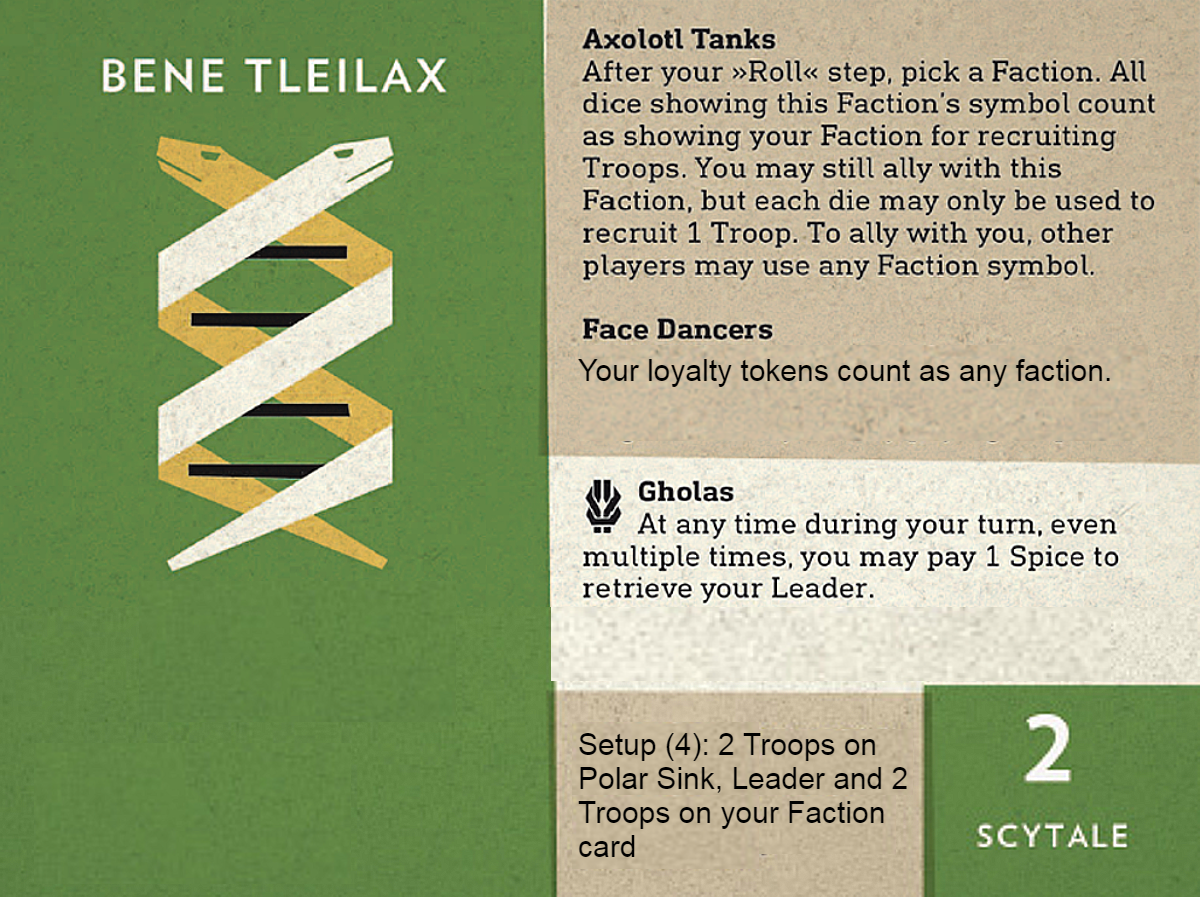 BENE TLEILAX
Axolotl Tanks
After your »Roll« step, pick a Faction. All
dice showing this Faction's symbol count
as showing your Faction for recruiting
Troops. You may still ally with this
Faction, but each die may only be used to
recruit 1 Troop. To ally with you, other
players may use any Faction symbol.
Face Dancers
Your loyalty tokens count as any faction.
Gholas
At any time during your turn, even
multiple times, you may pay 1 Spice to
retrieve your Leader.
Setup (4): 2 Troops on
Polar Sink, Leader and 2
Troops on your Faction
card
2
SCYTALE